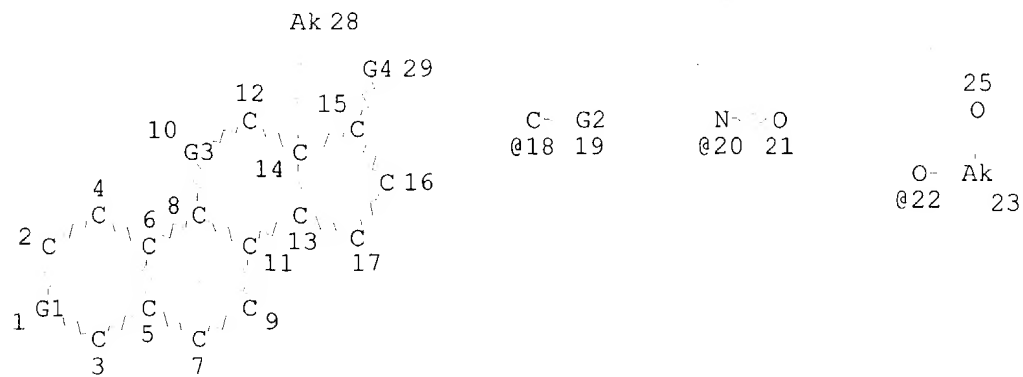 Ak 28
G4 29
12 15 25
10 C C C- G2 N O O
G3 C @18 19 @20 21
14 C 16 O- Ak
4 8 C C @22 23
C 6 13 C
2 C C C 17
11
G1 C C
1 C 5 C 9
3 7